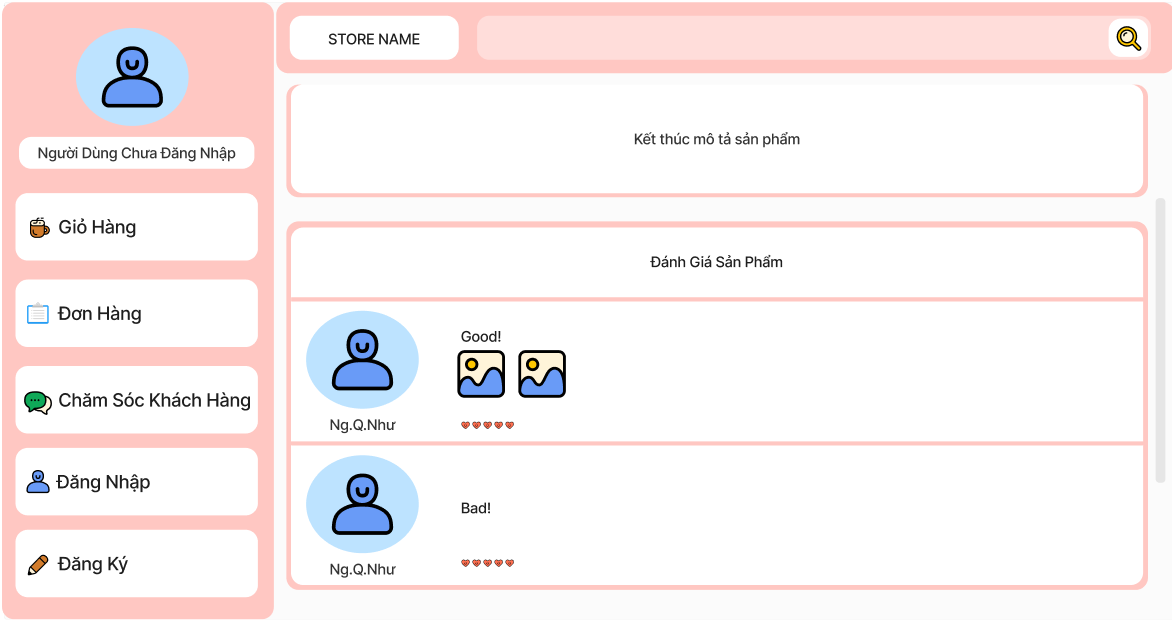 Người Dùng Chưa Đăng Nhập
Giỏ Hàng
Đơn Hàng
Chăm Sóc Khách Hàng
Đăng Nhập
Đăng Ký
STORE NAME
Kết thúc mô tả sản phẩm
Đánh Giá Sản Phẩm
Good!
Ng.Q.Như
Bad!
Ng.Q.Như